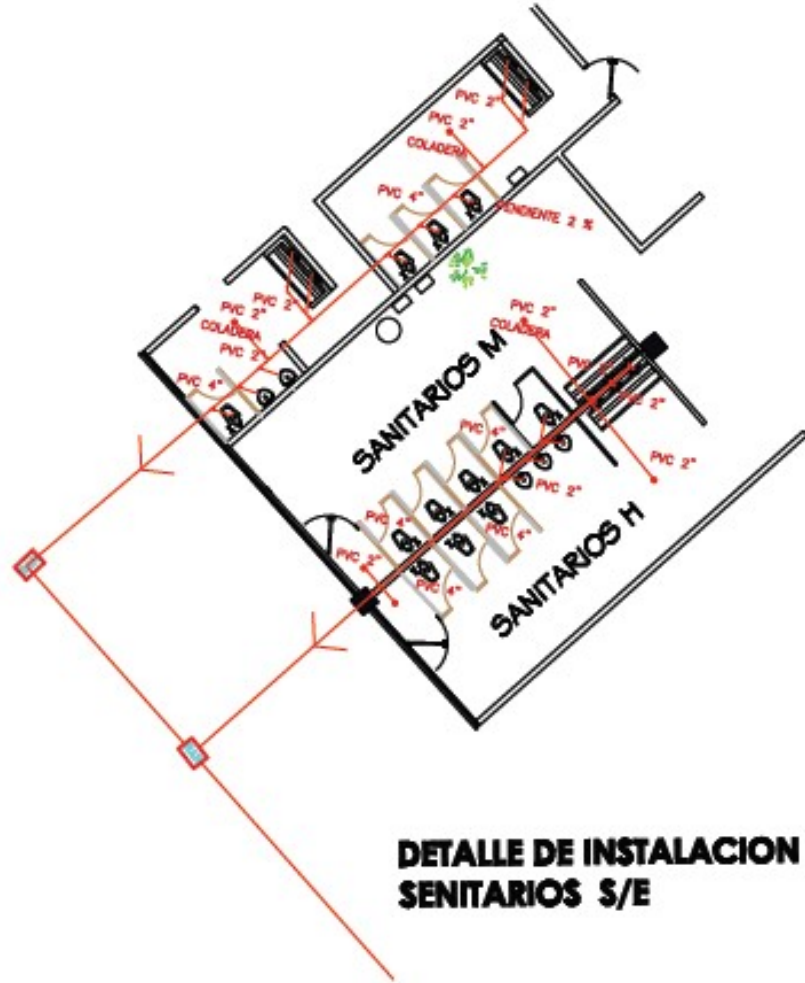 PVC 2"
PVC 2"
COLADERA
PVC 4"
PENDIENTE 2 %
PVC 2"
PVC 2"
COLADERA
PVC 2"
PVC 4"
PVC 2"
COLADERA
PVC 2"
PVC 2"
SANITARIOS M
PVC 4"
PVC 2"
PVC 2"
PVC 4"
PVC 4"
PVC 2"
PVC 4"
SANITARIOS H
DETALLE DE INSTALACION
SENITARIOS S/E